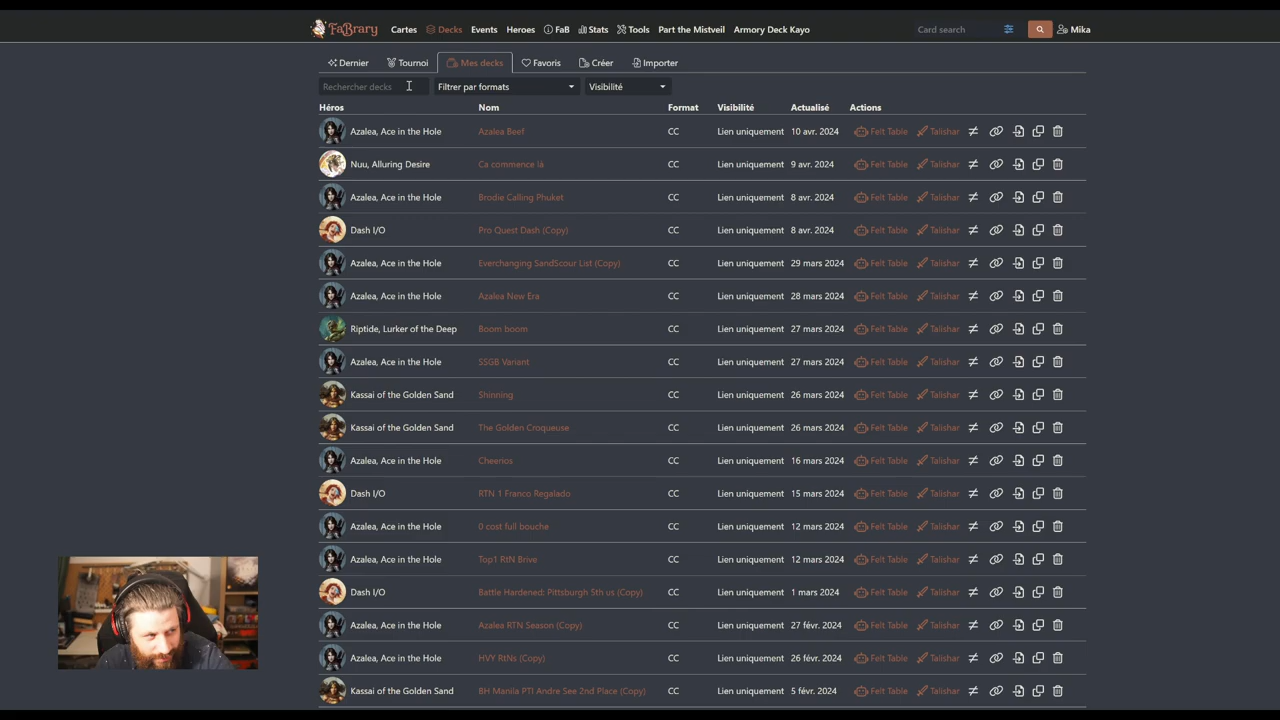 FaBrary Cartes Decks Events Heroes FaB Stats Tools Part the Mistveil Armory Deck Kayo Card search Mika
Dernier Tournoi Mes decks Favoris Créer Importer
Rechercher decks Filtrer par formats Visibilité
Héros Nom Format Visibilité Actualisé Actions
Azalea, Ace in the Hole Azalea Beef CC Lien uniquement 10 avr. 2024 Felt Table Talishar
Nuu, Alluring Desire Ca commence là CC Lien uniquement 9 avr. 2024 Felt Table Talishar
Azalea, Ace in the Hole Brodie Calling Phuket CC Lien uniquement 8 avr. 2024 Felt Table Talishar
Dash I/O Pro Quest Dash (Copy) CC Lien uniquement 8 avr. 2024 Felt Table Talishar
Azalea, Ace in the Hole Everchanging SandScour List (Copy) CC Lien uniquement 29 mars 2024 Felt Table Talishar
Azalea, Ace in the Hole Azalea New Era CC Lien uniquement 28 mars 2024 Felt Table Talishar
Riptide, Lurker of the Deep Boom boom CC Lien uniquement 27 mars 2024 Felt Table Talishar
Azalea, Ace in the Hole SSGB Variant CC Lien uniquement 27 mars 2024 Felt Table Talishar
Kassai of the Golden Sand Shinning CC Lien uniquement 26 mars 2024 Felt Table Talishar
Kassai of the Golden Sand The Golden Croqueuse CC Lien uniquement 26 mars 2024 Felt Table Talishar
Azalea, Ace in the Hole Cheerios CC Lien uniquement 16 mars 2024 Felt Table Talishar
Dash I/O RTN 1 Franco Regalado CC Lien uniquement 15 mars 2024 Felt Table Talishar
Azalea, Ace in the Hole 0 cost full bouche CC Lien uniquement 12 mars 2024 Felt Table Talishar
Azalea, Ace in the Hole Top1 RtN Brive CC Lien uniquement 12 mars 2024 Felt Table Talishar
Dash I/O Battle Hardened: Pittsburgh 5th us (Copy) CC Lien uniquement 1 mars 2024 Felt Table Talishar
Azalea, Ace in the Hole Azalea RTN Season (Copy) CC Lien uniquement 27 févr. 2024 Felt Table Talishar
Azalea, Ace in the Hole HVY RtNs (Copy) CC Lien uniquement 26 févr. 2024 Felt Table Talishar
Kassai of the Golden Sand BH Manila PTI Andre See 2nd Place (Copy) CC Lien uniquement 5 févr. 2024 Felt Table Talishar